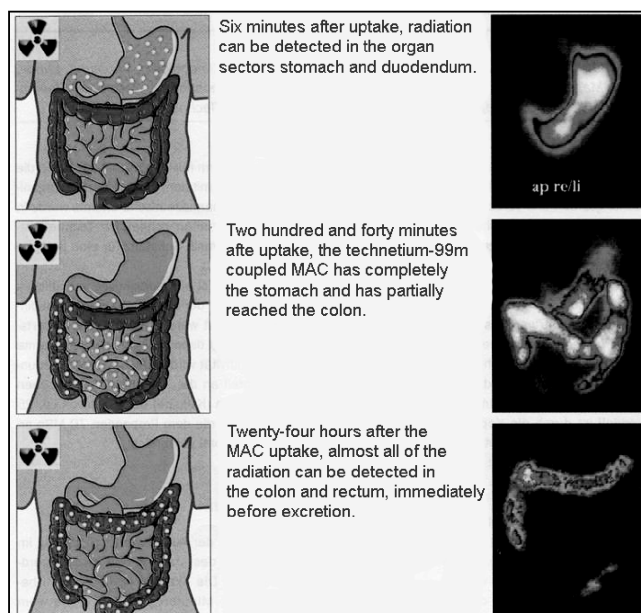 Six minutes after uptake, radiation
can be detected in the organ
sectors stomach and duodendum.
ap re/li
Two hundred and forty minutes
afte uptake, the technetium-99m
coupled MAC has completely
the stomach and has partially
reached the colon.
Twenty-four hours after the
MAC uptake, almost all of the
radiation can be detected in
the colon and rectum, immediately
before excretion.